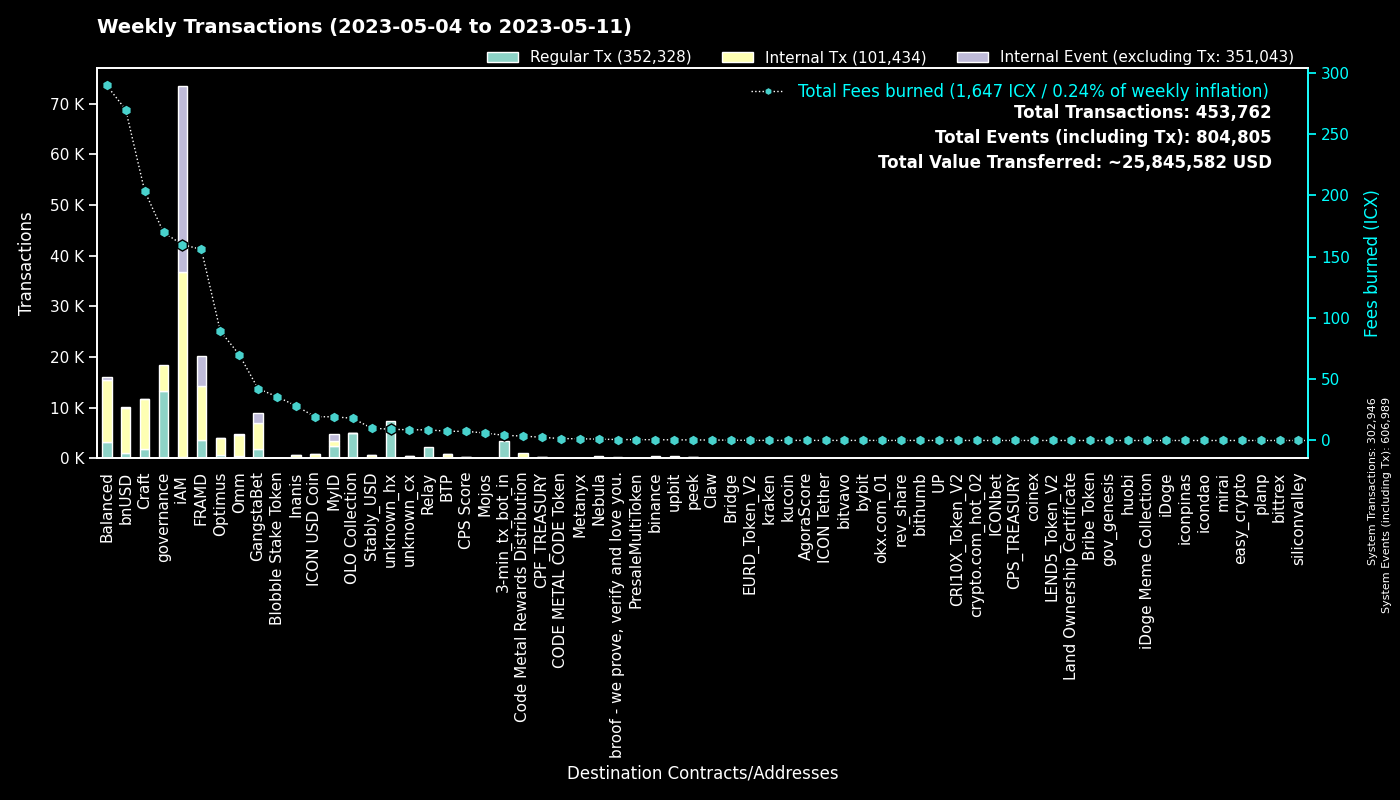 Weekly Transactions (2023-05-04 to 2023-05-11)
Regular Tx (352,328)
Internal Tx (101,434)
Internal Event (excluding Tx: 351,043)
Total Fees burned (1,647 ICX / 0.24% of weekly inflation)
Total Transactions: 453,762
Total Events (including Tx): 804,805
Total Value Transferred: ~25,845,582 USD
Transactions
70 K
60 K
50 K
40 K
30 K
20 K
10 K
0 K
300
250
200
150
100
50
0
Fees burned (ICX)
System Transactions: 302,946
System Events (including Tx): 606,989
Balanced
bnUSD
Craft
governance
iAM
FRAMD
Optimus
Omm
GangstaBet
Blobble Stake Token
Inanis
ICON USD Coin
MyID
OLO Collection
Stably_USD
unknown_hx
unknown_cx
Relay
BTP
CPS Score
Mojos
3-min_tx_bot_in
Code Metal Rewards Distribution
CPF_TREASURY
CODE METAL CODE Token
Metanyx
Nebula
broof - we prove, verify and love you.
PresaleMultiToken
binance
upbit
peek
Claw
Bridge
EURD_Token_V2
kraken
kucoin
AgoraScore
ICON Tether
bitvavo
bybit
okx.com_01
rev_share
bithumb
UP
CRI10X_Token_V2
crypto.com_hot_02
ICONbet
CPS_TREASURY
coinex
LEND5_Token_V2
Land Ownership Certificate
Bribe Token
gov_genesis
huobi
iDoge Meme Collection
iDoge
iconpinas
icondao
mirai
easy_crypto
planp
bittrex
siliconvalley
Destination Contracts/Addresses